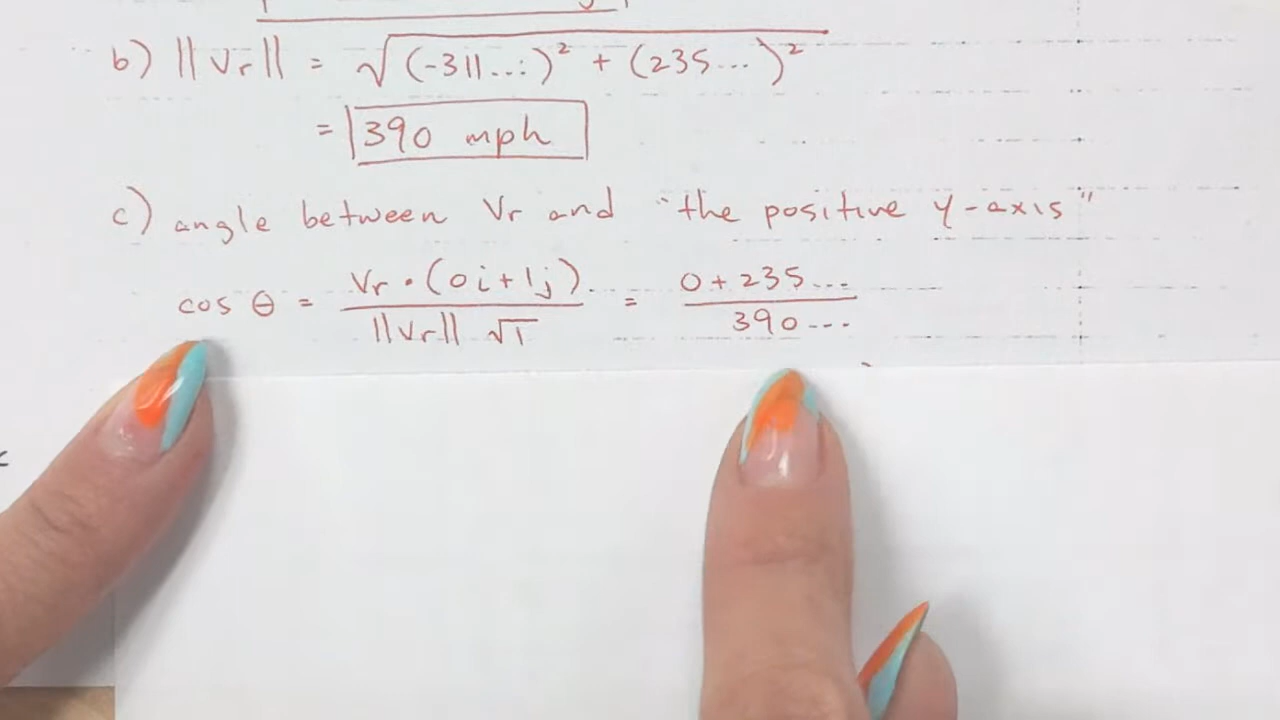 b) ||Vr|| = √(-311...)² + (235...)²
= 390 mph
c) angle between Vr and "the positive y-axis"
cos θ = Vr • (0i + 1j) / ||Vr|| √1 = 0 + 235... / 390...